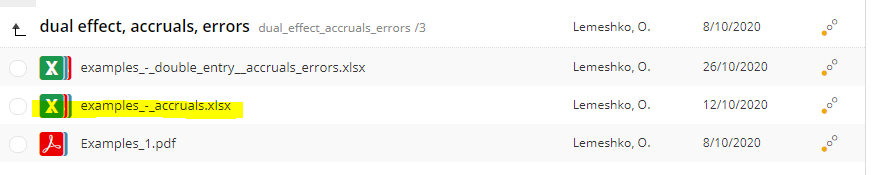 dual effect, accruals, errors dual_effect_accruals_errors /3 Lemeshko, O. 8/10/2020
examples_-_double_entry__accruals_errors.xlsx Lemeshko, O. 26/10/2020
examples_-_accruals.xlsx Lemeshko, O. 12/10/2020
Examples_1.pdf Lemeshko, O. 8/10/2020